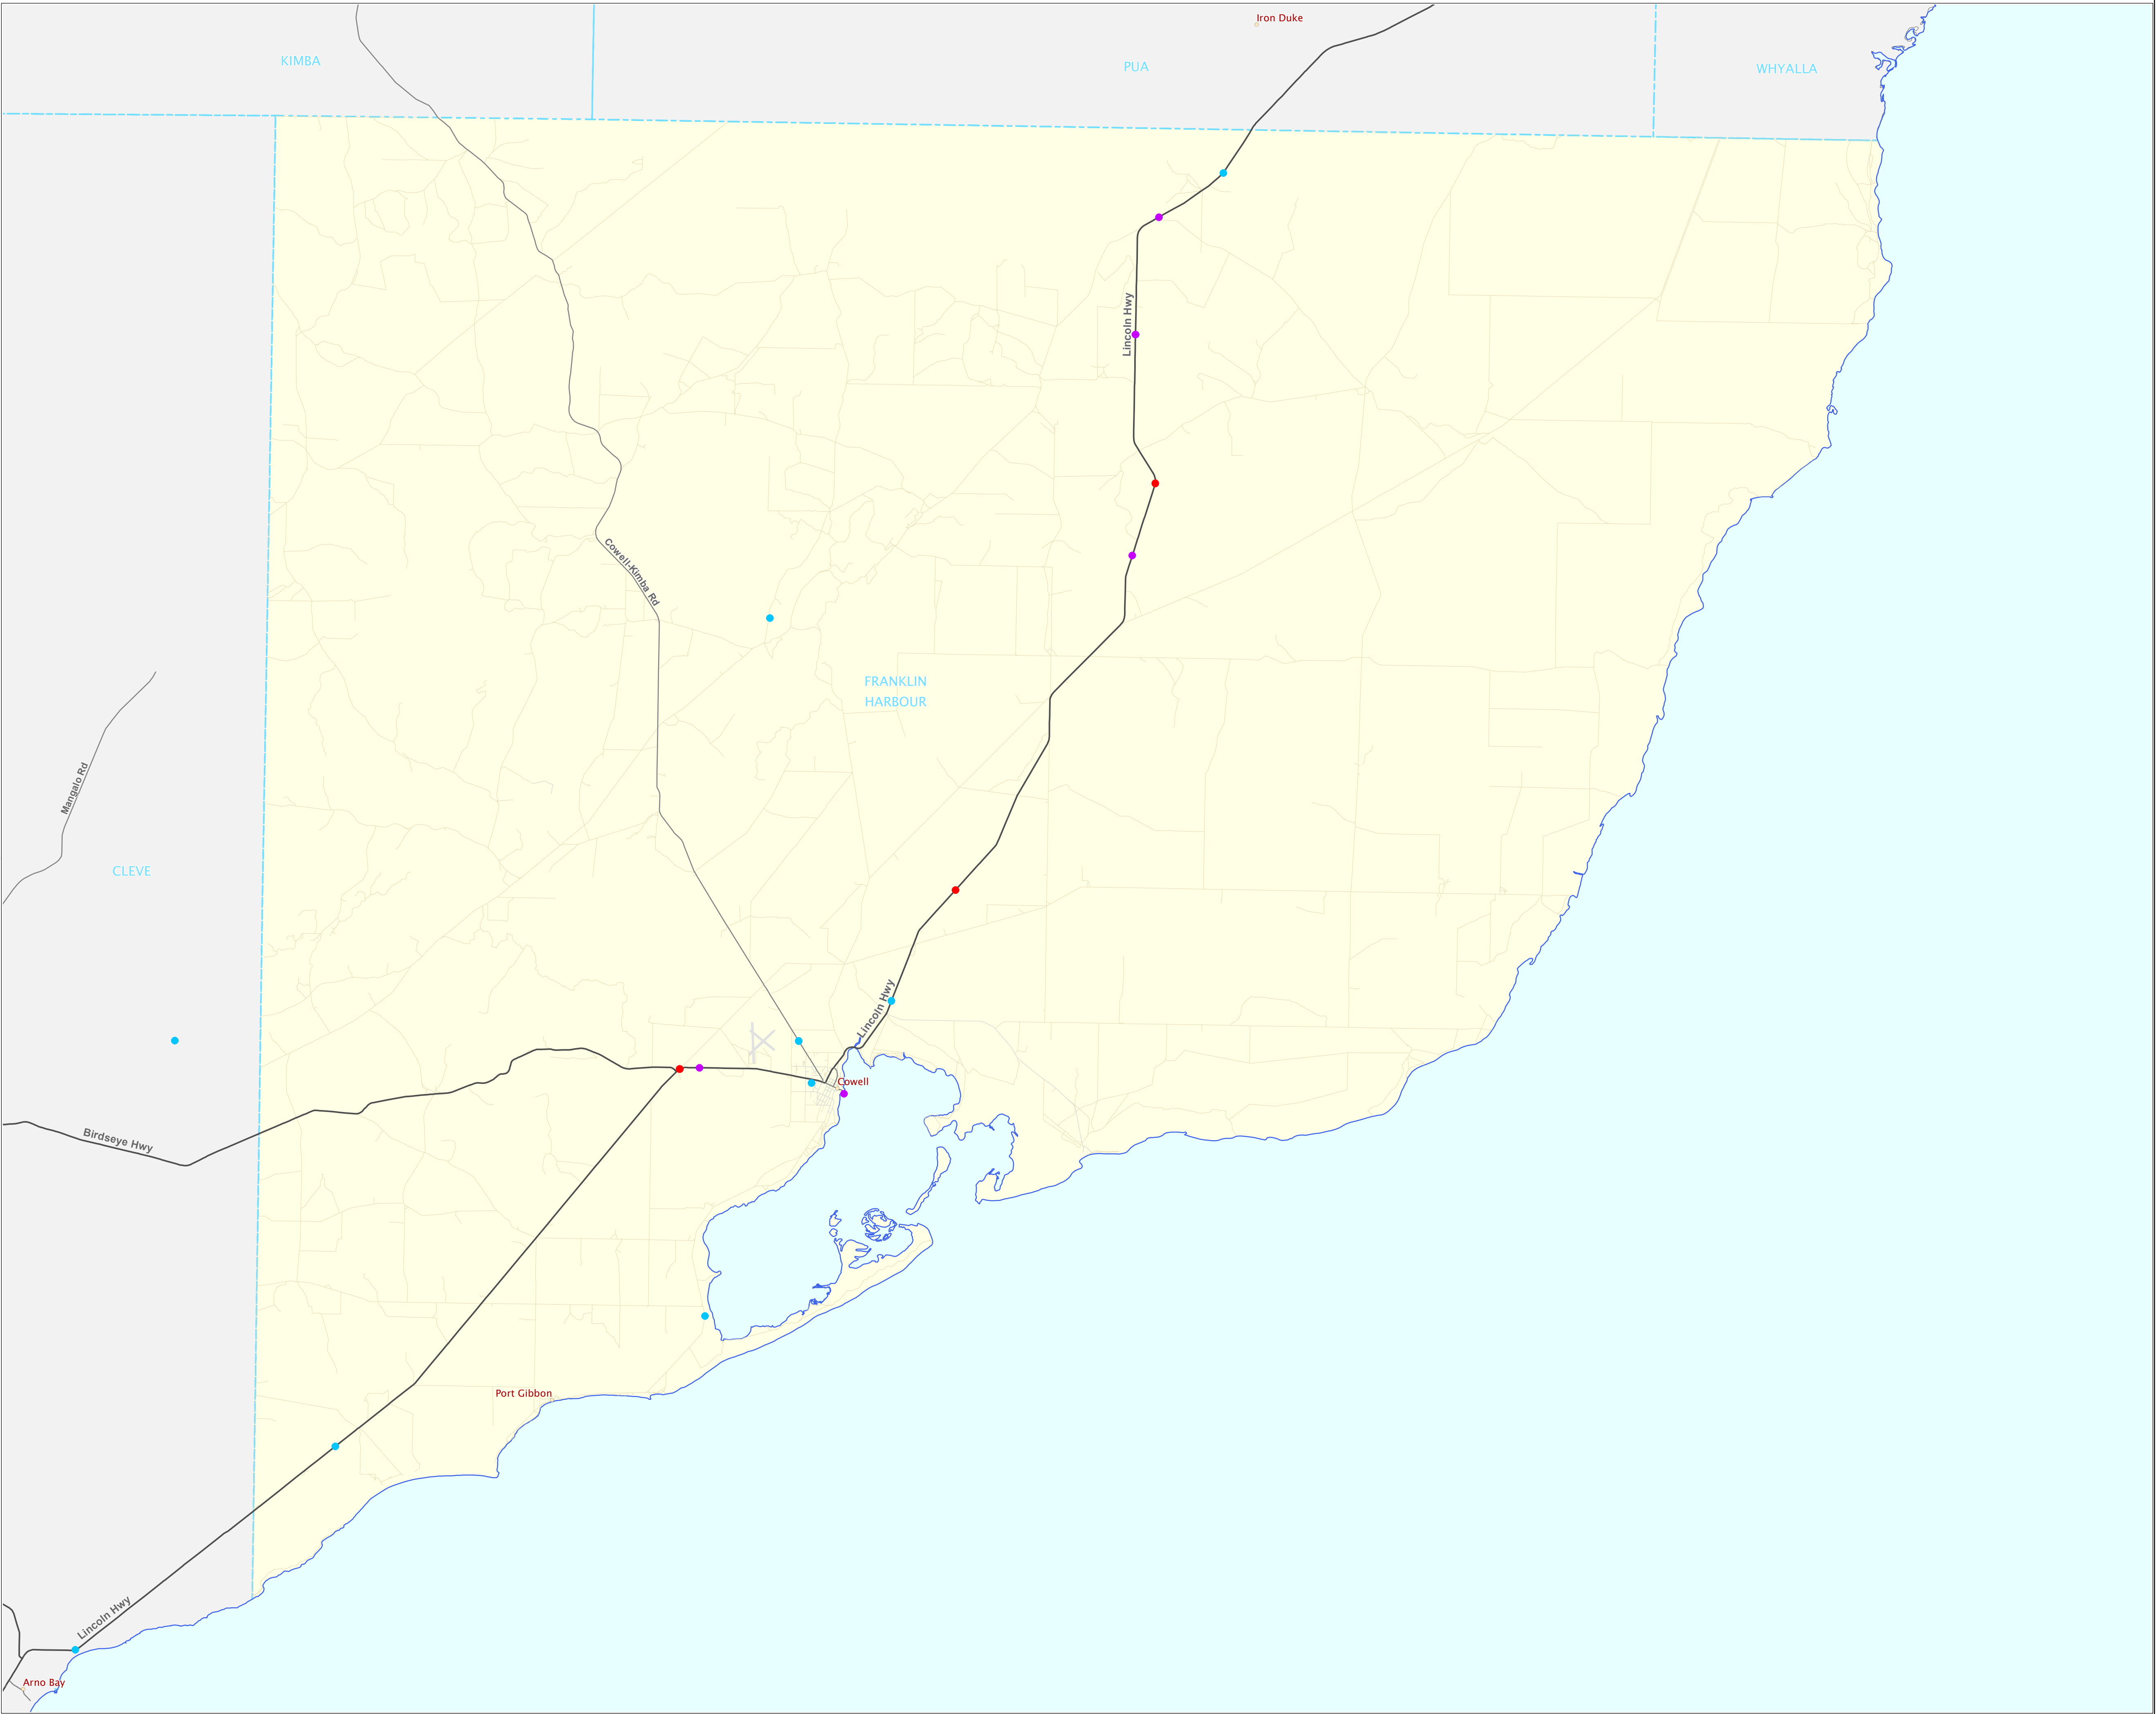 Iron Duke
KIMBA
PUA
WHYALLA
Lincoln Hwy
Cowell-Kimba Rd
FRANKLIN
HARBOUR
Mangalo Rd
CLEVE
Lincoln Hwy
Cowell
Birdseye Hwy
Port Gibbon
Lincoln Hwy
Arno Bay